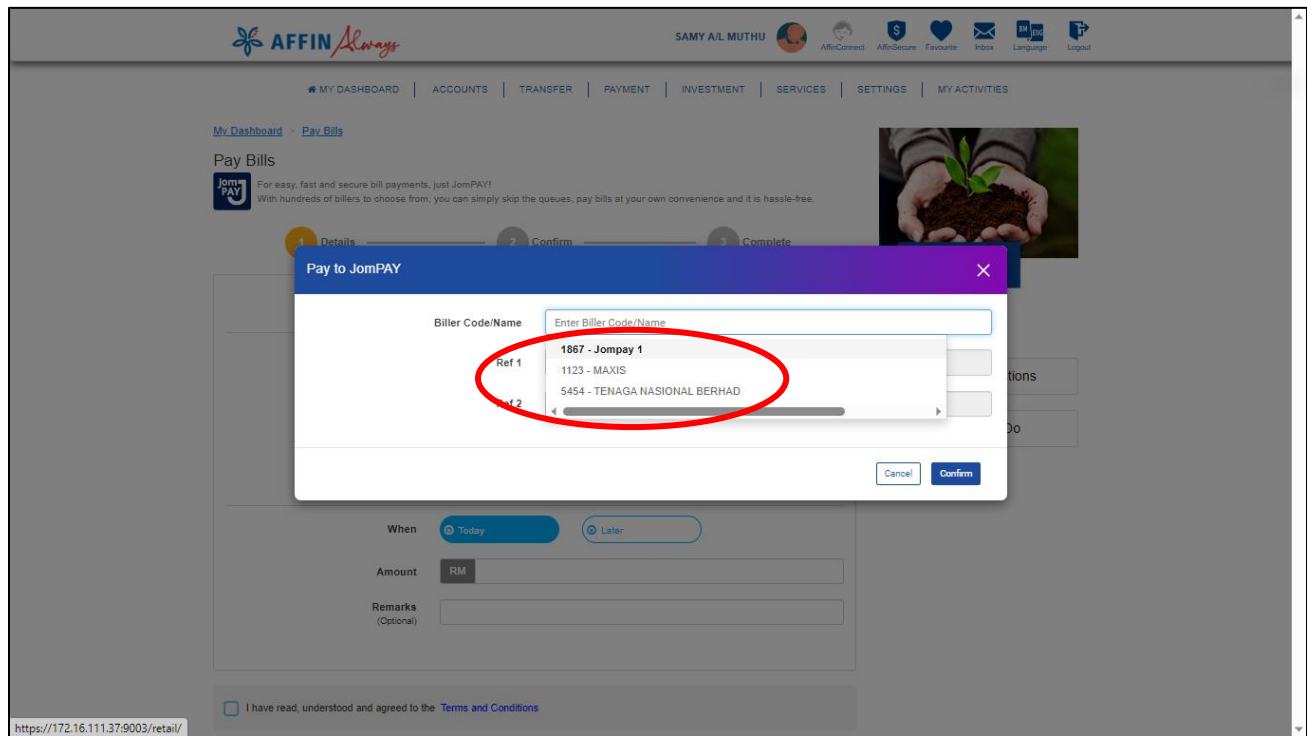 AFFIN Always
SAMY A/L MUTHU
AffinConnect
AffinSecure
Favourite
Inbox
BM ENG
Language
Logout
MY DASHBOARD | ACCOUNTS | TRANSFER | PAYMENT | INVESTMENT | SERVICES | SETTINGS | MY ACTIVITIES
My Dashboard > Pay Bills
Pay Bills
Jom PAY
For easy, fast and secure bill payments, just JomPAY!
With hundreds of billers to choose from, you can simply skip the queues, pay bills at your own convenience and it is hassle-free.
1 Details
2 Confirm
3 Complete
Pay to JomPAY
Biller Code/Name
Enter Biller Code/Name
1867 - Jompay 1
Ref 1
1123 - MAXIS
5454 - TENAGA NASIONAL BERHAD
Ref 2
tions
Do
Cancel
Confirm
When
Today
Later
Amount
RM
Remarks
(Optional)
I have read, understood and agreed to the Terms and Conditions
https://172.16.111.37:9003/retail/